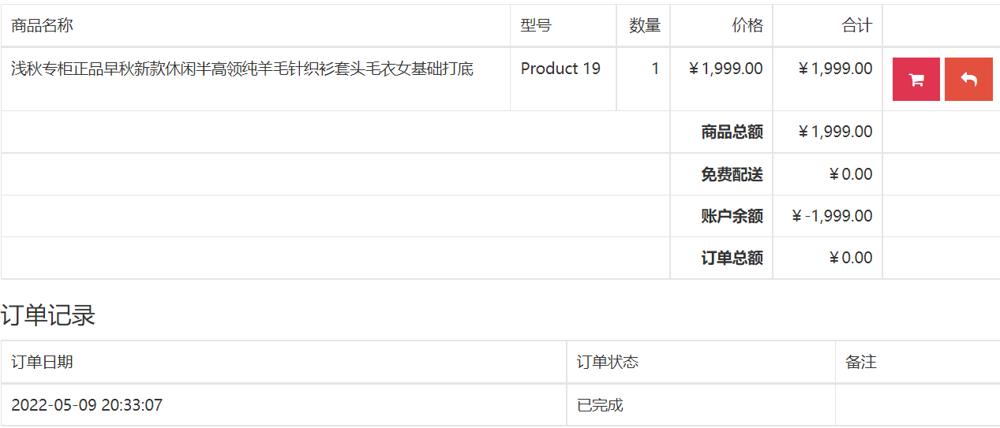 商品名称 型号 数量 价格 合计
浅秋专柜正品早秋新款休闲半高领纯羊毛针织衫套头毛衣女基础打底 Product 19 1 ￥1,999.00 ￥1,999.00
商品总额 ￥1,999.00
免费配送 ￥0.00
账户余额 ￥-1,999.00
订单总额 ￥0.00
订单记录
订单日期 订单状态 备注
2022-05-09 20:33:07 已完成